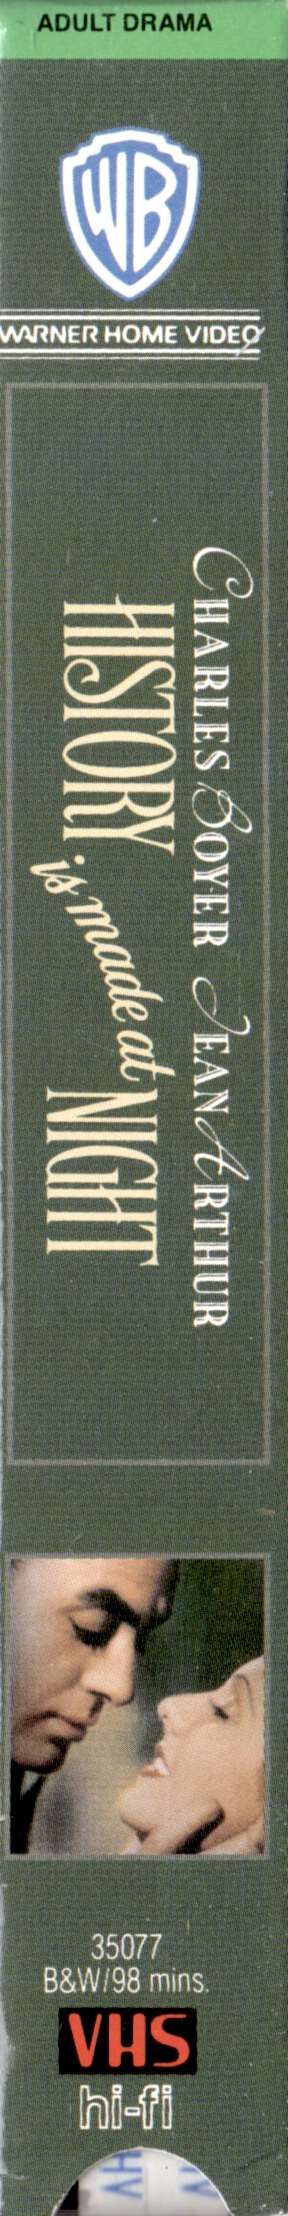 ADULT DRAMA
WB
WARNER HOME VIDEO
CHARLES BOYER JEAN ARTHUR
HISTORY
is made at
NIGHT
35077
B&W/98 mins.
VHS
hi-fi